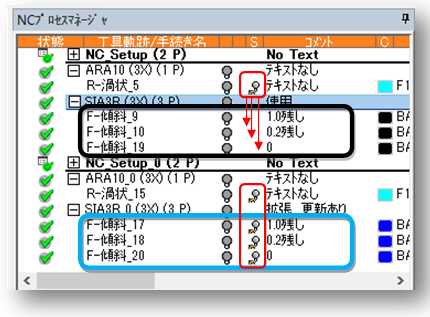 NCプロセスマネージャ
状態 工具軌跡/手続き名 S コメント C
NC_Setup (2 P) No Text
ARA10 (3X) (1 P) テキストなし
R-渦状_5 テキストなし F1
SIA3R (3X) (3 P) 使用
F-傾斜_9 1.0残し BA
F-傾斜_10 0.2残し BA
F-傾斜_19 0 BA
NC_Setup_0 (2 P) No Text
ARA10_0 (3X) (1 P) テキストなし
R-渦状_15 テキストなし F1
SIA3R_0 (3X) (3 P) 拡張 更新あり
F-傾斜_17 1.0残し BA
F-傾斜_18 0.2残し BA
F-傾斜_20 0 BA